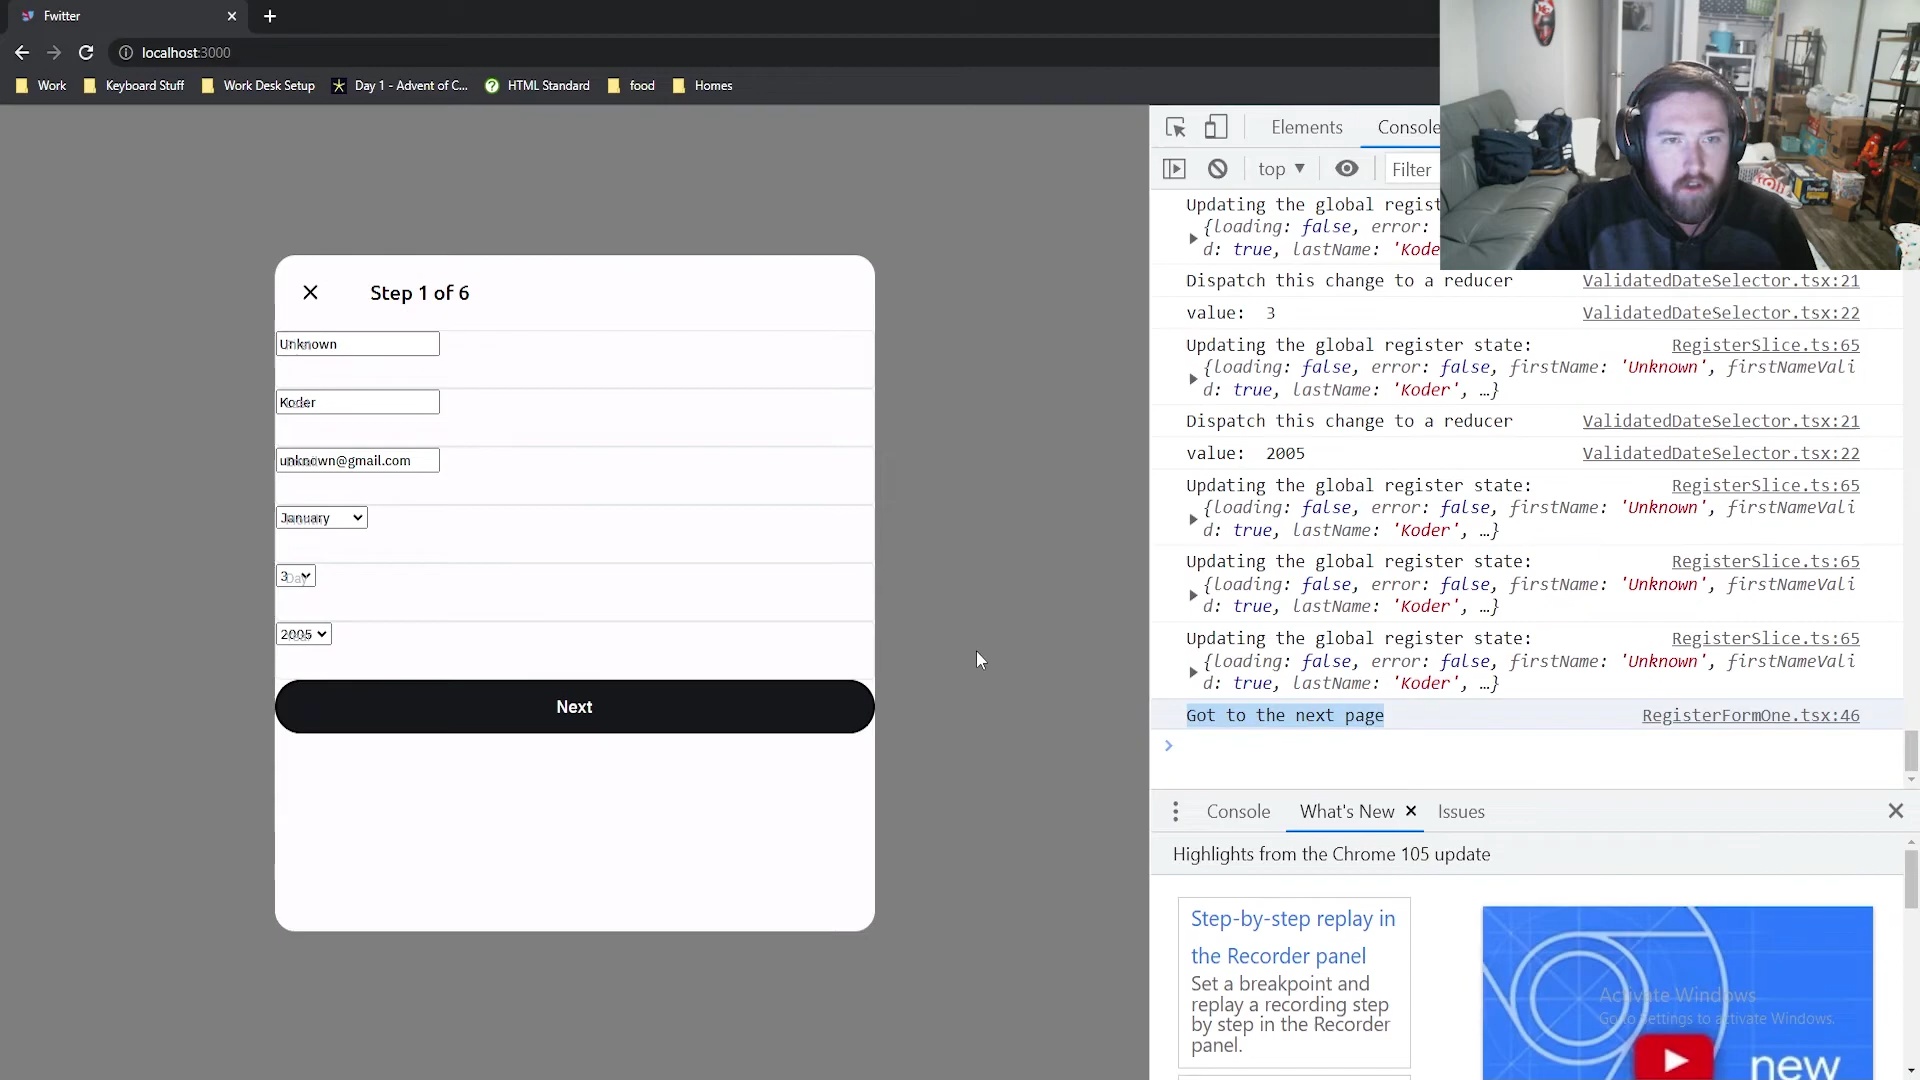 Fwitter
localhost:3000
Work
Keyboard Stuff
Work Desk Setup
Day 1 - Advent of C...
HTML Standard
food
Homes
Step 1 of 6
Unknown
Koder
unknown@gmail.com
January
3
Day
2005
Next
Elements
Console
top
Filter
Updating the global regist
{loading: false, error:
d: true, lastName: 'Kode
Dispatch this change to a reducer ValidatedDateSelector.tsx:21
value: 3 ValidatedDateSelector.tsx:22
Updating the global register state: RegisterSlice.ts:65
{loading: false, error: false, firstName: 'Unknown', firstNameVali
d: true, lastName: 'Koder', …}
Dispatch this change to a reducer ValidatedDateSelector.tsx:21
value: 2005 ValidatedDateSelector.tsx:22
Updating the global register state: RegisterSlice.ts:65
{loading: false, error: false, firstName: 'Unknown', firstNameVali
d: true, lastName: 'Koder', …}
Updating the global register state: RegisterSlice.ts:65
{loading: false, error: false, firstName: 'Unknown', firstNameVali
d: true, lastName: 'Koder', …}
Updating the global register state: RegisterSlice.ts:65
{loading: false, error: false, firstName: 'Unknown', firstNameVali
d: true, lastName: 'Koder', …}
Got to the next page RegisterFormOne.tsx:46
Console
What's New
Issues
Highlights from the Chrome 105 update
Step-by-step replay in
the Recorder panel
Set a breakpoint and
replay a recording step
by step in the Recorder
panel.
Activate Windows
Go to Settings to activate Windows.
new